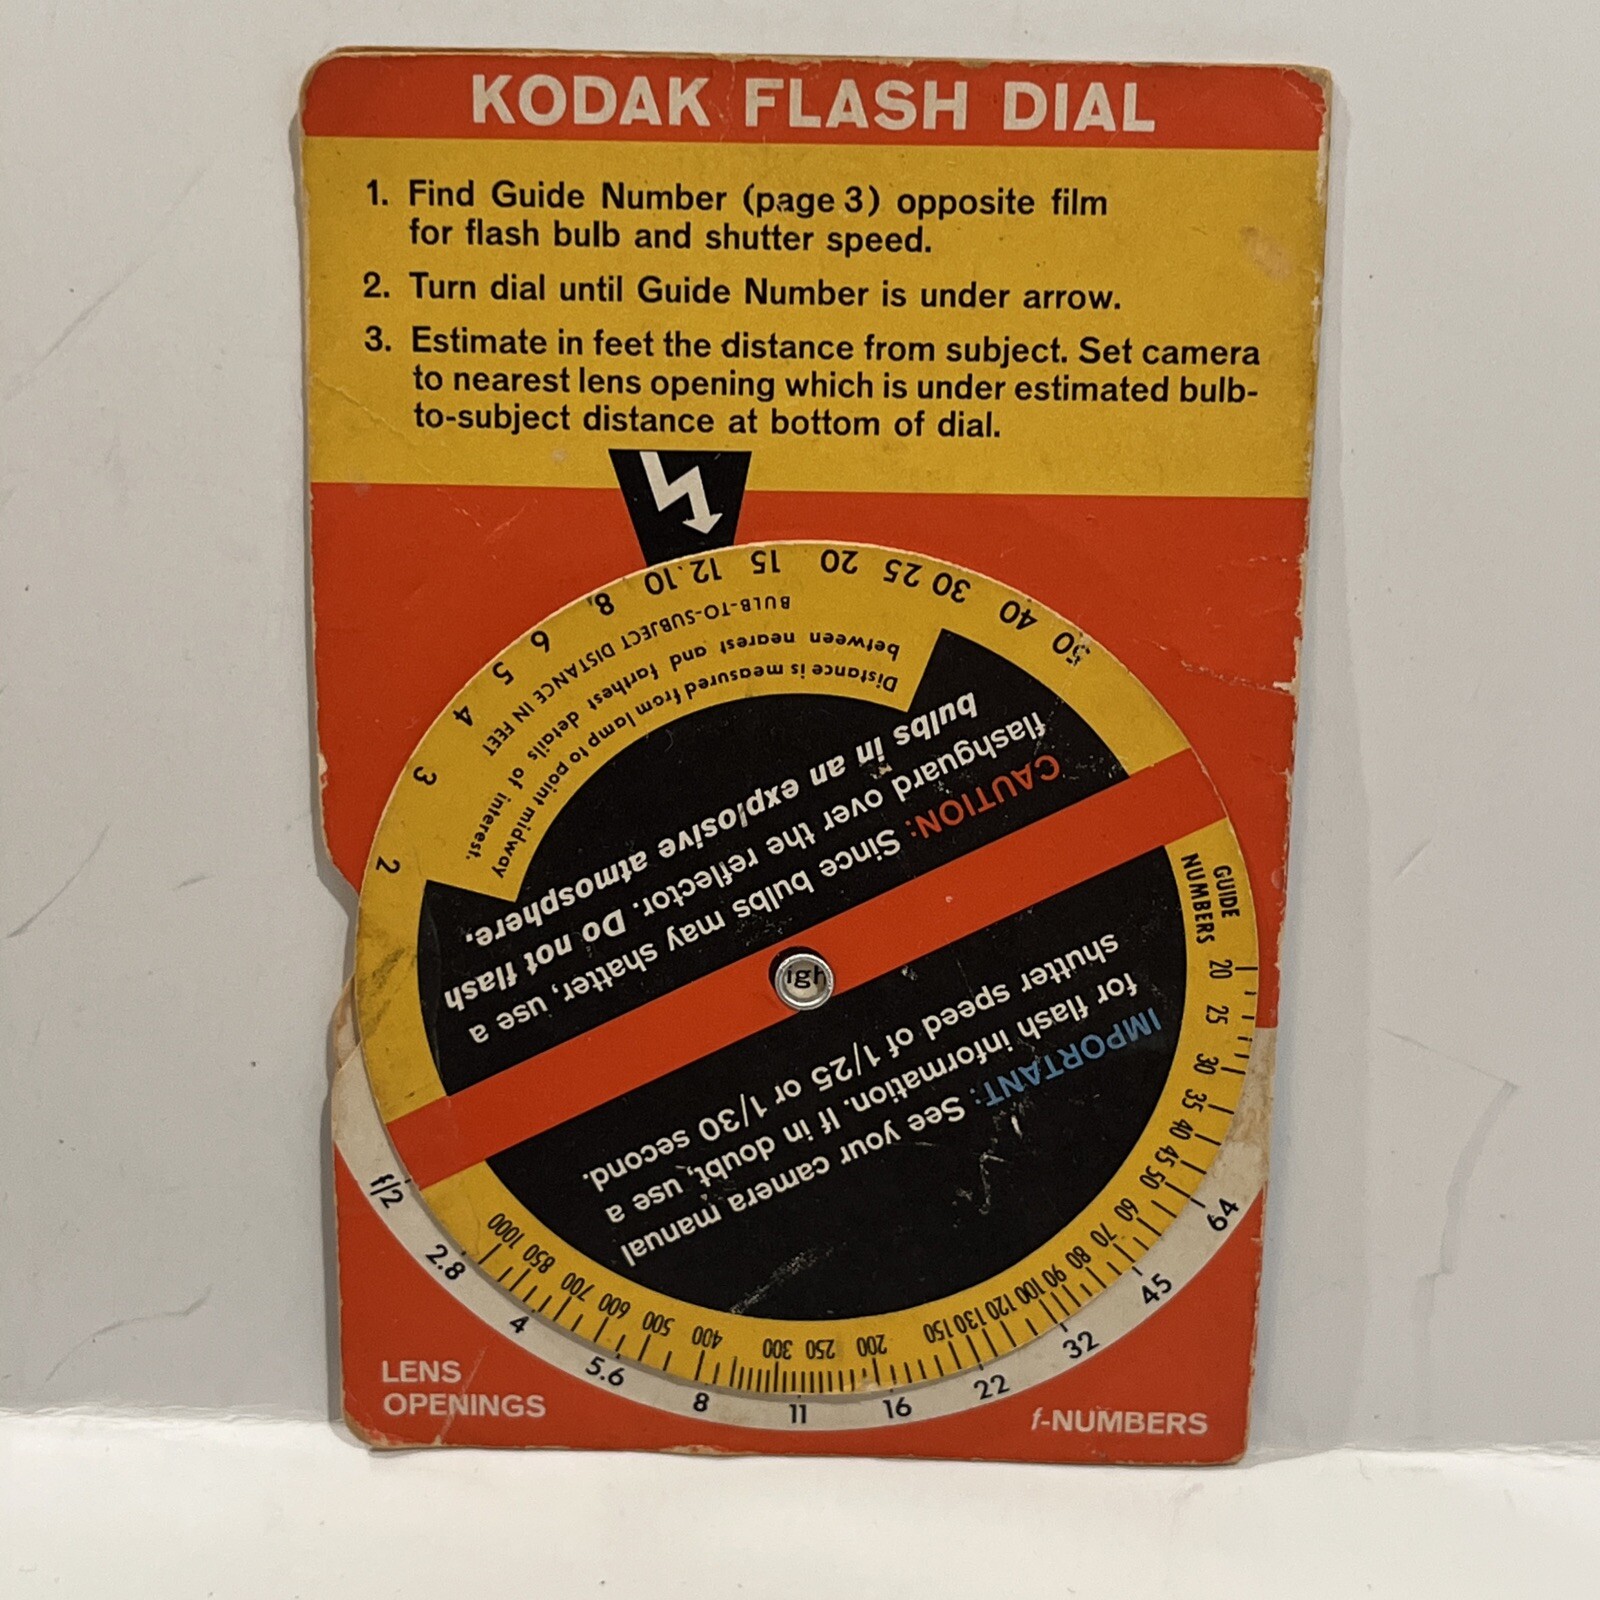 KODAK FLASH DIAL
1. Find Guide Number (page 3) opposite film
for flash bulb and shutter speed.
2. Turn dial until Guide Number is under arrow.
3. Estimate in feet the distance from subject. Set camera
to nearest lens opening which is under estimated bulb-
to-subject distance at bottom of dial.
2 3 4 5 6 8 10 12 15 20 25 30 40 50
BULB-TO-SUBJECT DISTANCE IN FEET
Distance is measured from lamp to point midway
between nearest and farthest details of interest.
CAUTION: Since bulbs may shatter, use a
flashguard over the reflector. Do not flash
bulbs in an explosive atmosphere.
igh
IMPORTANT: See your camera manual
for flash information. If in doubt, use a
shutter speed of 1/25 or 1/30 second.
GUIDE
NUMBERS
20 25 30 35 40 45 50 60 70 80 90 100 120 130 150 200 250 300 400 500 600 700 850 1000
f/2 2.8 4 5.6 8 11 16 22 32 45 64
LENS
OPENINGS
f-NUMBERS